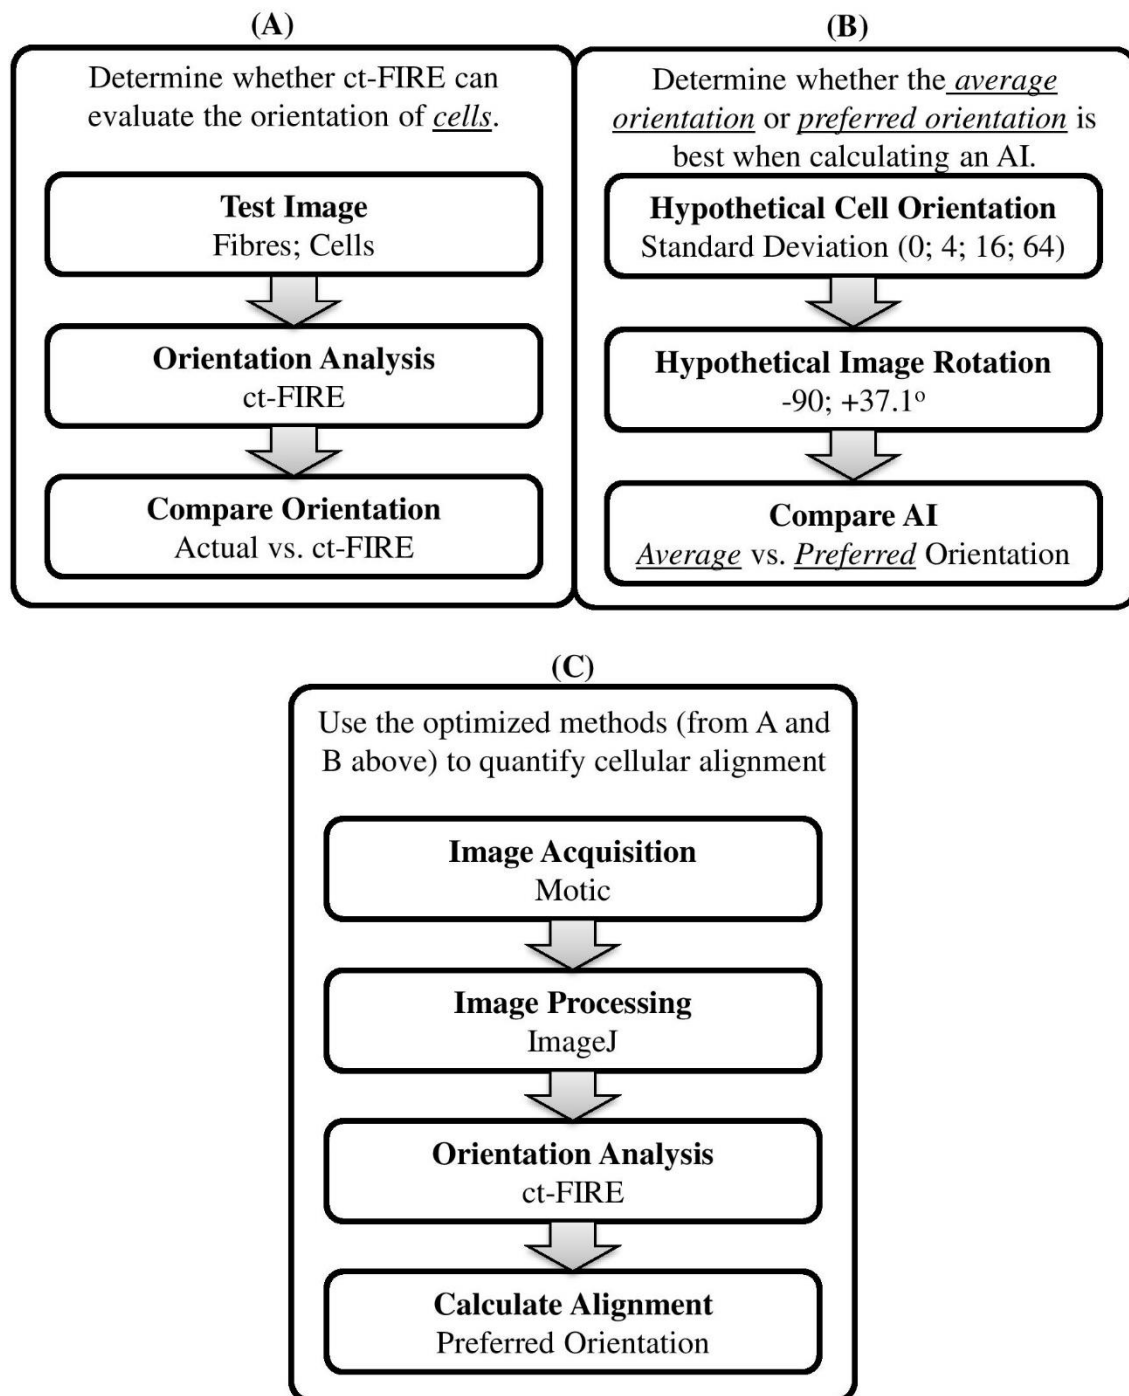 (A)
Determine whether ct-FIRE can
evaluate the orientation of cells.
Test Image
Fibres; Cells
Orientation Analysis
ct-FIRE
Compare Orientation
Actual vs. ct-FIRE
(B)
Determine whether the average
orientation or preferred orientation is
best when calculating an AI.
Hypothetical Cell Orientation
Standard Deviation (0; 4; 16; 64)
Hypothetical Image Rotation
-90; +37.1º
Compare AI
Average vs. Preferred Orientation
(C)
Use the optimized methods (from A and
B above) to quantify cellular alignment
Image Acquisition
Motic
Image Processing
ImageJ
Orientation Analysis
ct-FIRE
Calculate Alignment
Preferred Orientation